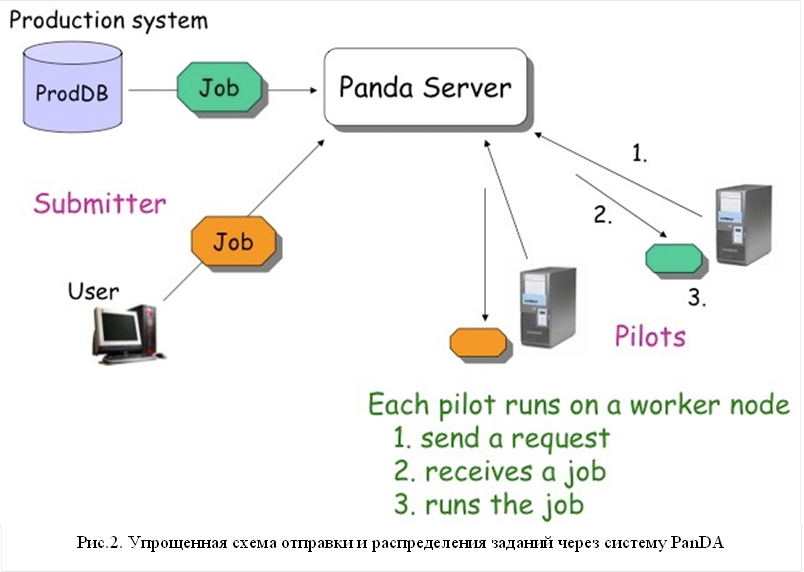 Production system
ProdDB
Job
Panda Server
1.
Submitter
2.
Job
User
3.
Pilots
Each pilot runs on a worker node
1. send a request
2. receives a job
3. runs the job
Рис.2. Упрощенная схема отправки и распределения заданий через систему PanDA